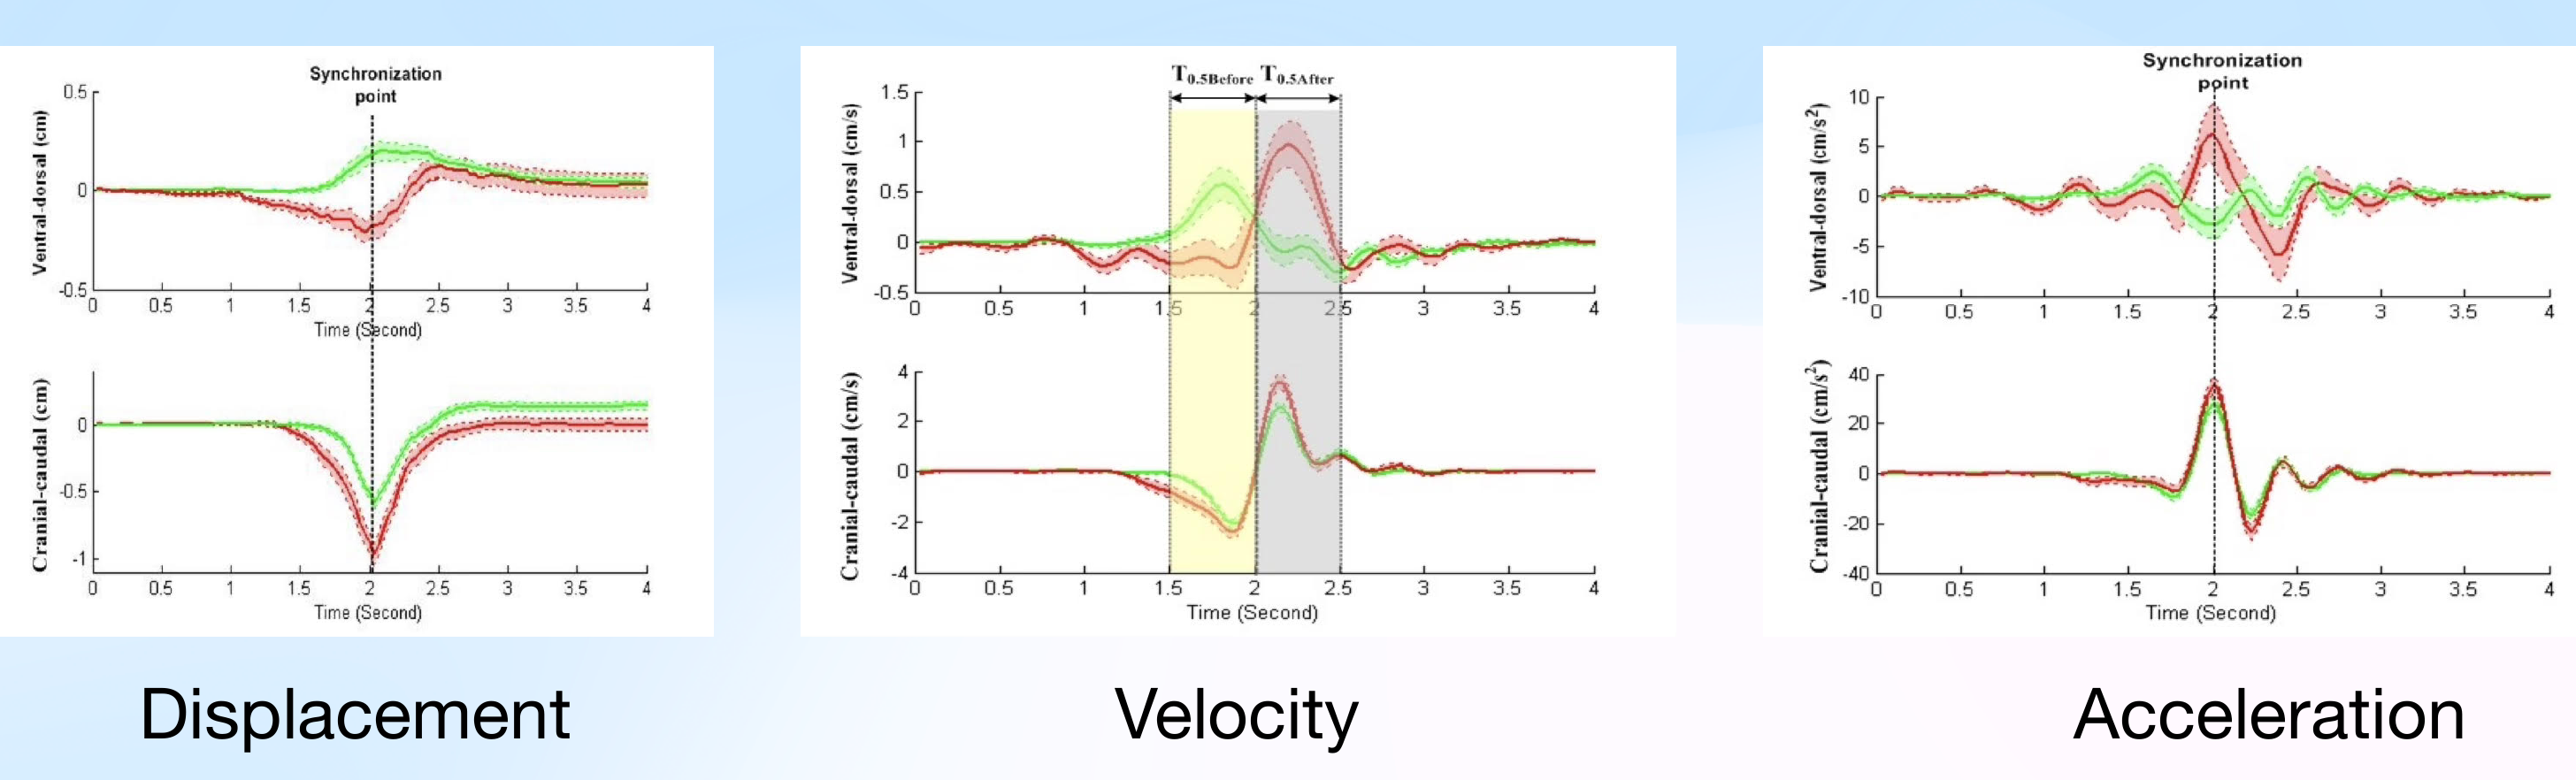 Synchronization
point
Ventral-dorsal (cm)
0.5
0
-0.5
0 0.5 1 1.5 2 2.5 3 3.5 4
Time (Second)
Cranial-caudal (cm)
0
-0.5
-1
0 0.5 1 1.5 2 2.5 3 3.5 4
Time (Second)
Displacement
T0.5Before T0.5After
Ventral-dorsal (cm/s)
1.5
1
0.5
0
-0.5
0 0.5 1 1.5 2 2.5 3 3.5 4
Cranial-caudal (cm/s)
4
2
0
-2
-4
0 0.5 1 1.5 2 2.5 3 3.5 4
Time (Second)
Velocity
Synchronization
point
Ventral-dorsal (cm/s²)
10
5
0
-5
-10
0 0.5 1 1.5 2 2.5 3 3.5 4
Cranial-caudal (cm/s²)
40
20
0
-20
-40
0 0.5 1 1.5 2 2.5 3 3.5 4
Time (Second)
Acceleration